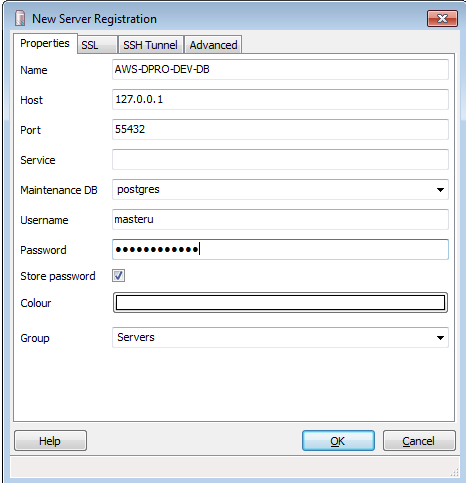 New Server Registration
Properties SSL SSH Tunnel Advanced
Name AWS-DPRO-DEV-DB
Host 127.0.0.1
Port 55432
Service
Maintenance DB postgres
Username masteru
Password ●●●●●●●●●●●●
Store password
Colour
Group Servers
Help OK Cancel